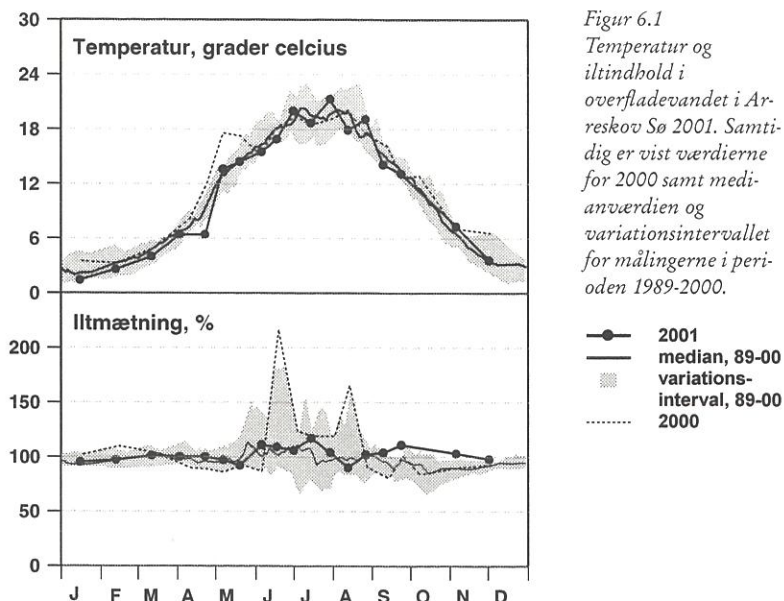 30
Temperatur, grader celcius
24
18
12
6
0
Iltmætning, %
200
150
100
50
0
J F M A M J J A S O N D
Figur 6.1
Temperatur og
iltindhold i
overfladevandet i Ar-
reskov Sø 2001. Samti-
dig er vist værdierne
for 2000 samt medi-
anværdien og
variationsintervallet
for målingerne i peri-
oden 1989-2000.
2001
median, 89-00
variations-
interval, 89-00
2000